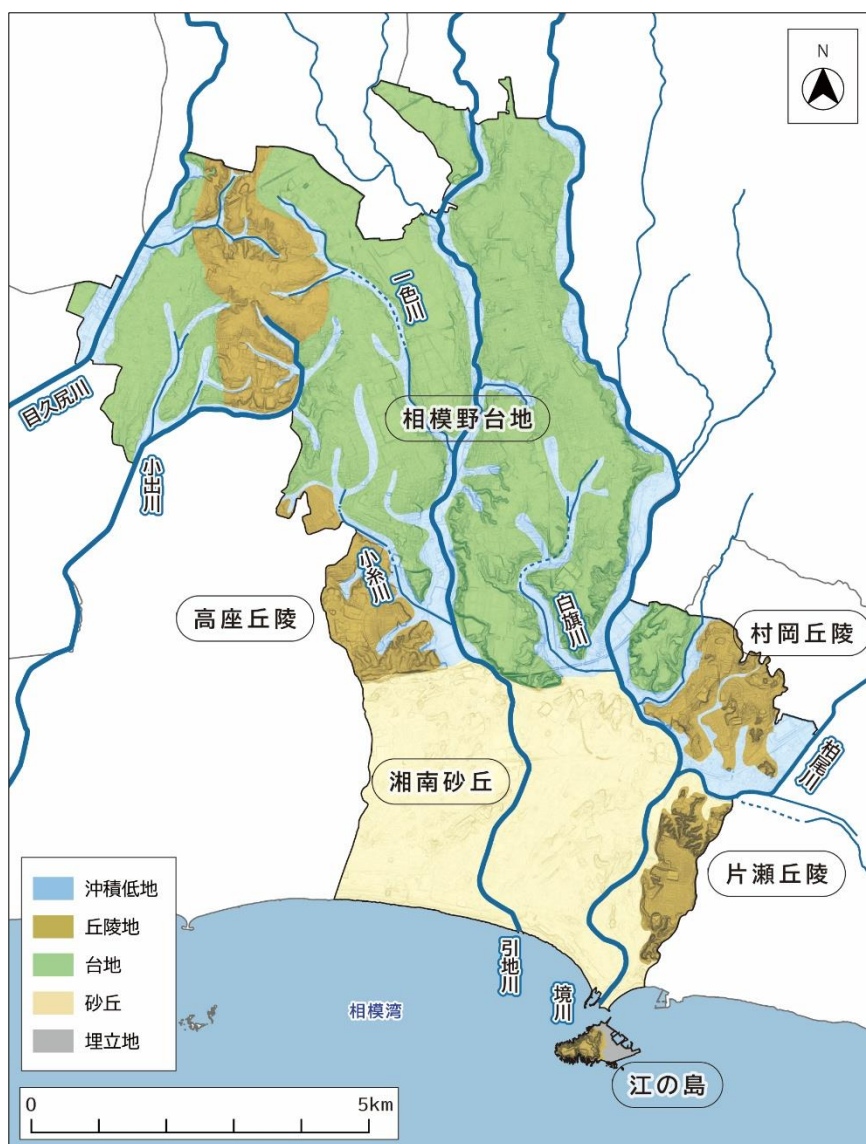 N
一色川
相模野台地
目久尻川
小出川
小糸川
白旗川
高座丘陵
村岡丘陵
湘南砂丘
柏尾川
片瀬丘陵
沖積低地
丘陵地
台地
砂丘
埋立地
引地川
境川
相模湾
江の島
0 5km